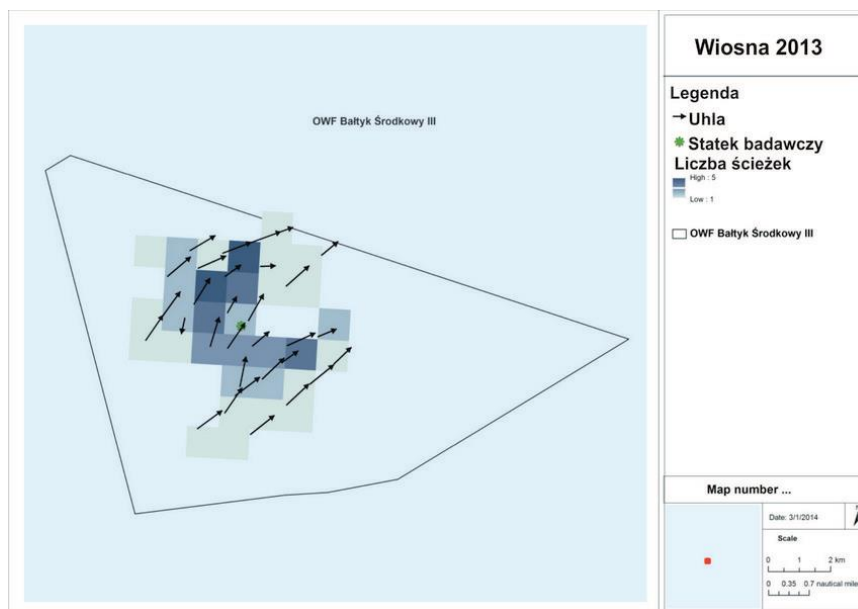 OWF Bałtyk Środkowy III
Wiosna 2013
Legenda
Uhla
Statek badawczy
Liczba ścieżek
High : 5
Low : 1
OWF Bałtyk Środkowy III
Map number ...
Date: 3/1/2014
Scale
0 1 2 km
0 0.35 0.7 nautical mile